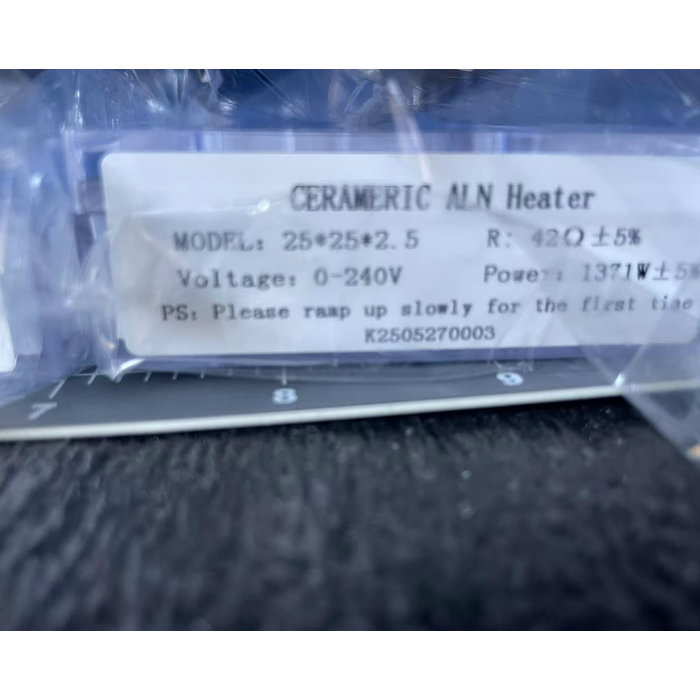 CERAMERIC ALN Heater
MODEL: 25*25*2.5 R: 42Ω±5%
Voltage: 0-240V Power: 1371W±5%
PS: Please ramp up slowly for the first time
K2505270003
7 8 9